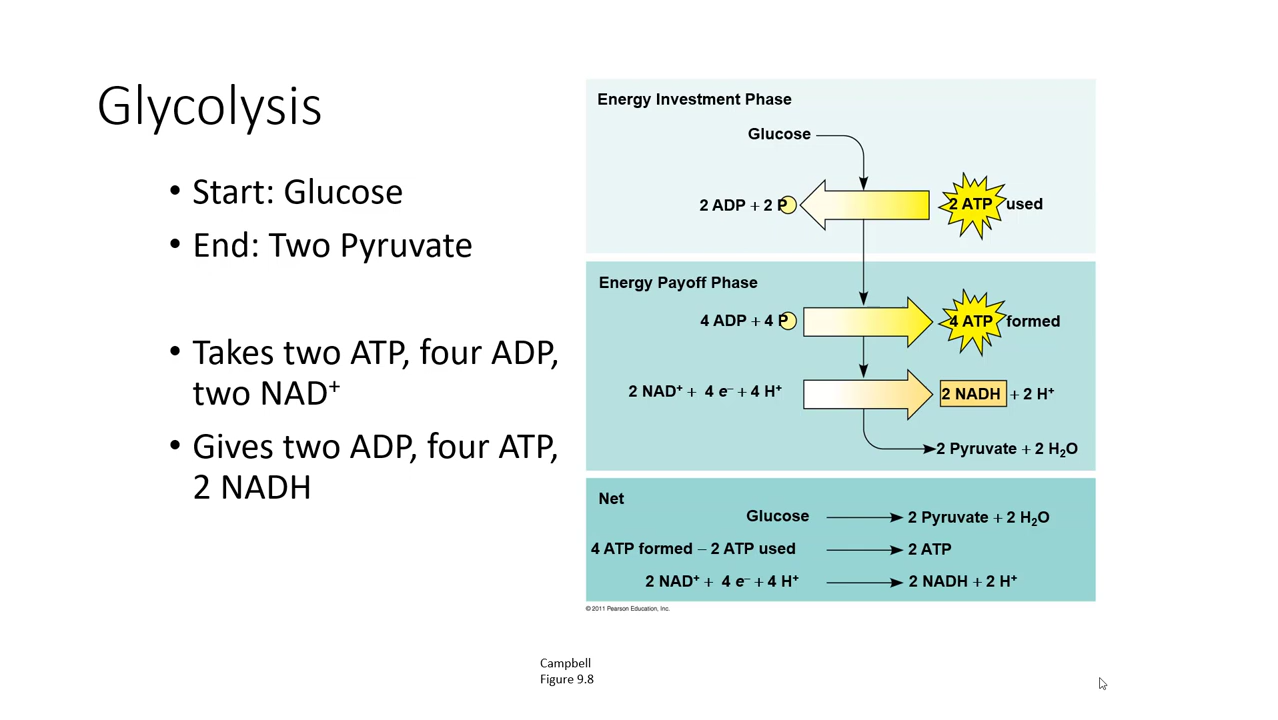 Glycolysis
• Start: Glucose
• End: Two Pyruvate
• Takes two ATP, four ADP,
two NAD⁺
• Gives two ADP, four ATP,
2 NADH
Energy Investment Phase
Glucose
2 ADP + 2 P
2 ATP used
Energy Payoff Phase
4 ADP + 4 P
4 ATP formed
2 NAD⁺ + 4 e⁻ + 4 H⁺
2 NADH + 2 H⁺
2 Pyruvate + 2 H₂O
Net
Glucose
2 Pyruvate + 2 H₂O
4 ATP formed − 2 ATP used
2 ATP
2 NAD⁺ + 4 e⁻ + 4 H⁺
2 NADH + 2 H⁺
© 2011 Pearson Education, Inc.
Campbell
Figure 9.8